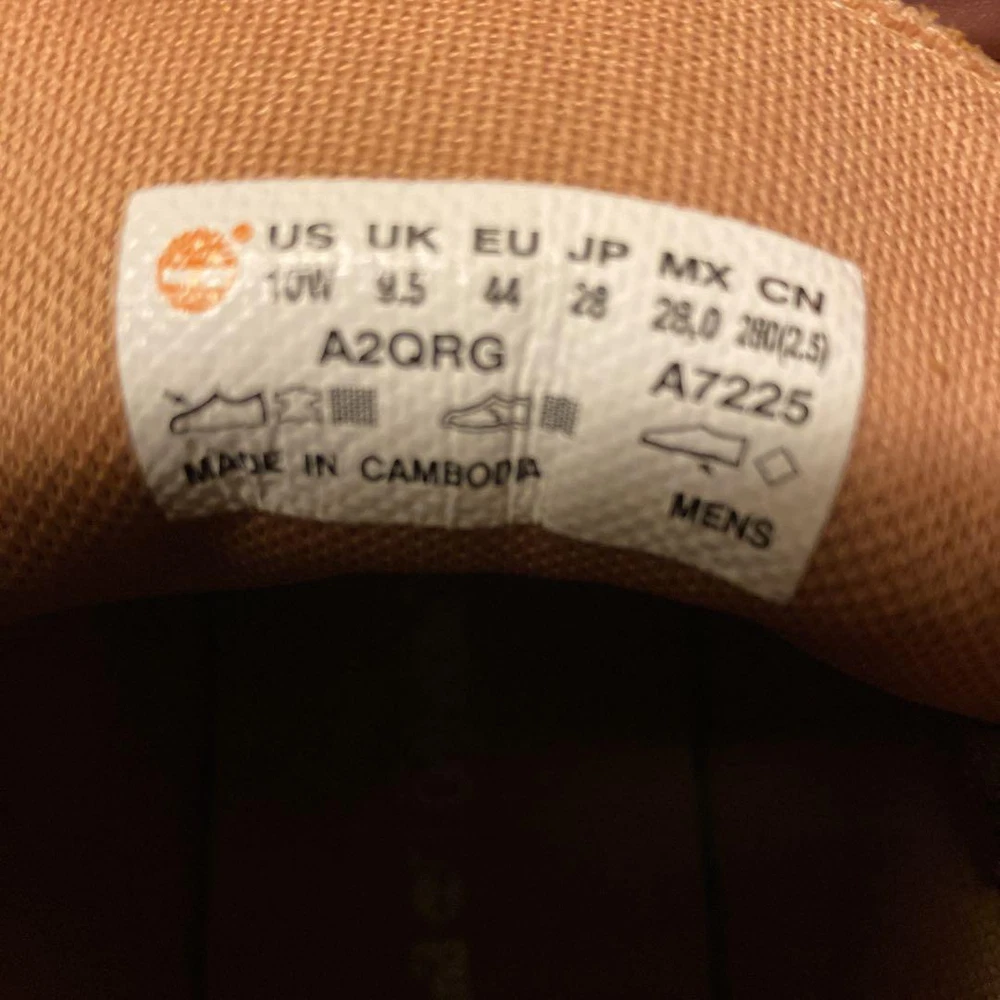 US UK EU JP MX CN
10W 9.5 44 28 28,0 280(2.5)
A2QRG A7225
MADE IN CAMBODIA
MENS